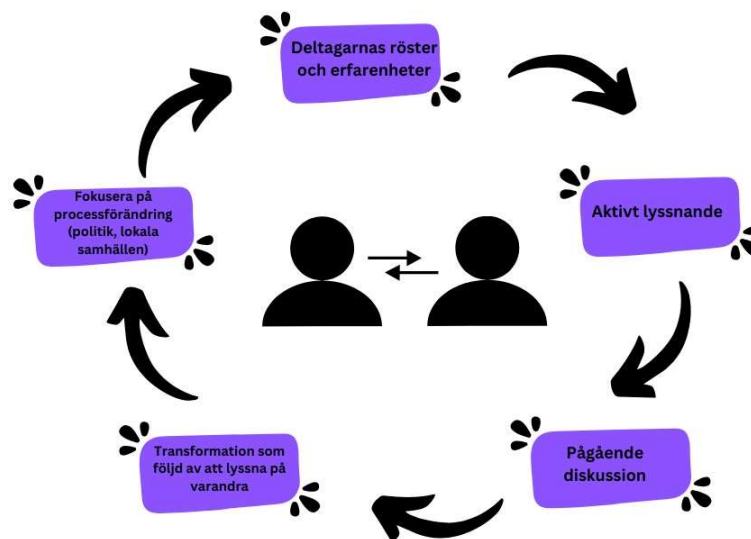 Deltagarnas röster
och erfarenheter
Aktivt lyssnande
Pågående
diskussion
Transformation som
följd av att lyssna på
varandra
Fokusera på
processförändring
(politik, lokala
samhällen)